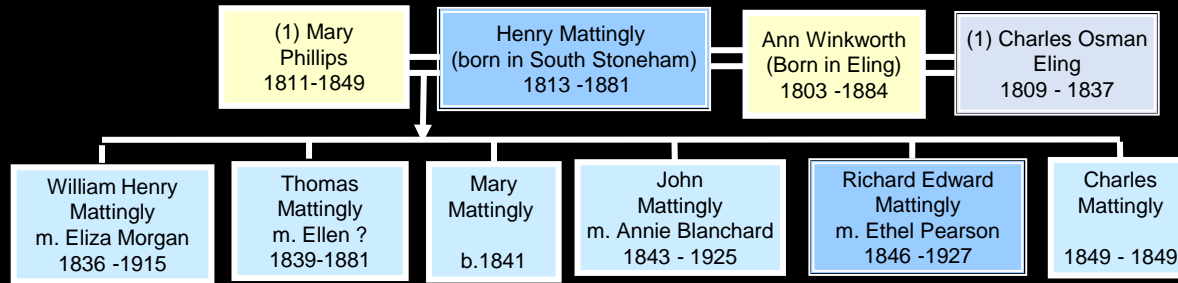 (1) Mary
Phillips
1811-1849
Henry Mattingly
(born in South Stoneham)
1813 -1881
Ann Winkworth
(Born in Eling)
1803 -1884
(1) Charles Osman
Eling
1809 - 1837
William Henry
Mattingly
m. Eliza Morgan
1836 -1915
Thomas
Mattingly
m. Ellen ?
1839-1881
Mary
Mattingly
b.1841
John
Mattingly
m. Annie Blanchard
1843 - 1925
Richard Edward
Mattingly
m. Ethel Pearson
1846 -1927
Charles
Mattingly
1849 - 1849